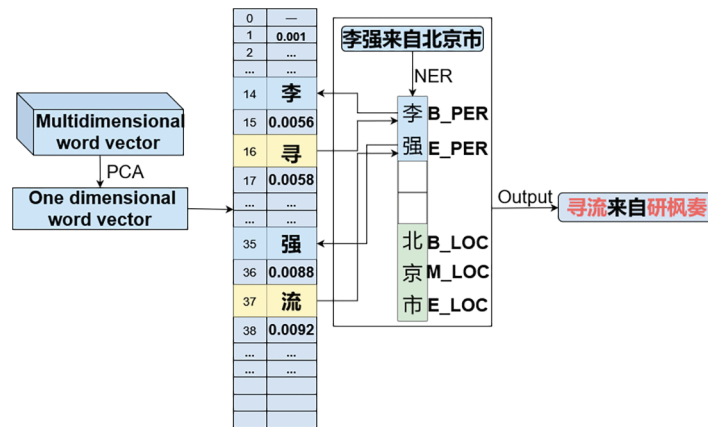 Multidimensional
word vector
PCA
One dimensional
word vector
0 —
1 0.001
2 ...
... ...
14 李
15 0.0056
16 寻
17 0.0058
... ...
... ...
35 强
36 0.0088
37 流
38 0.0092
... ...
... ...
李强来自北京市
NER
李 B_PER
强 E_PER
北 B_LOC
京 M_LOC
市 E_LOC
Output
寻流来自研枫奏